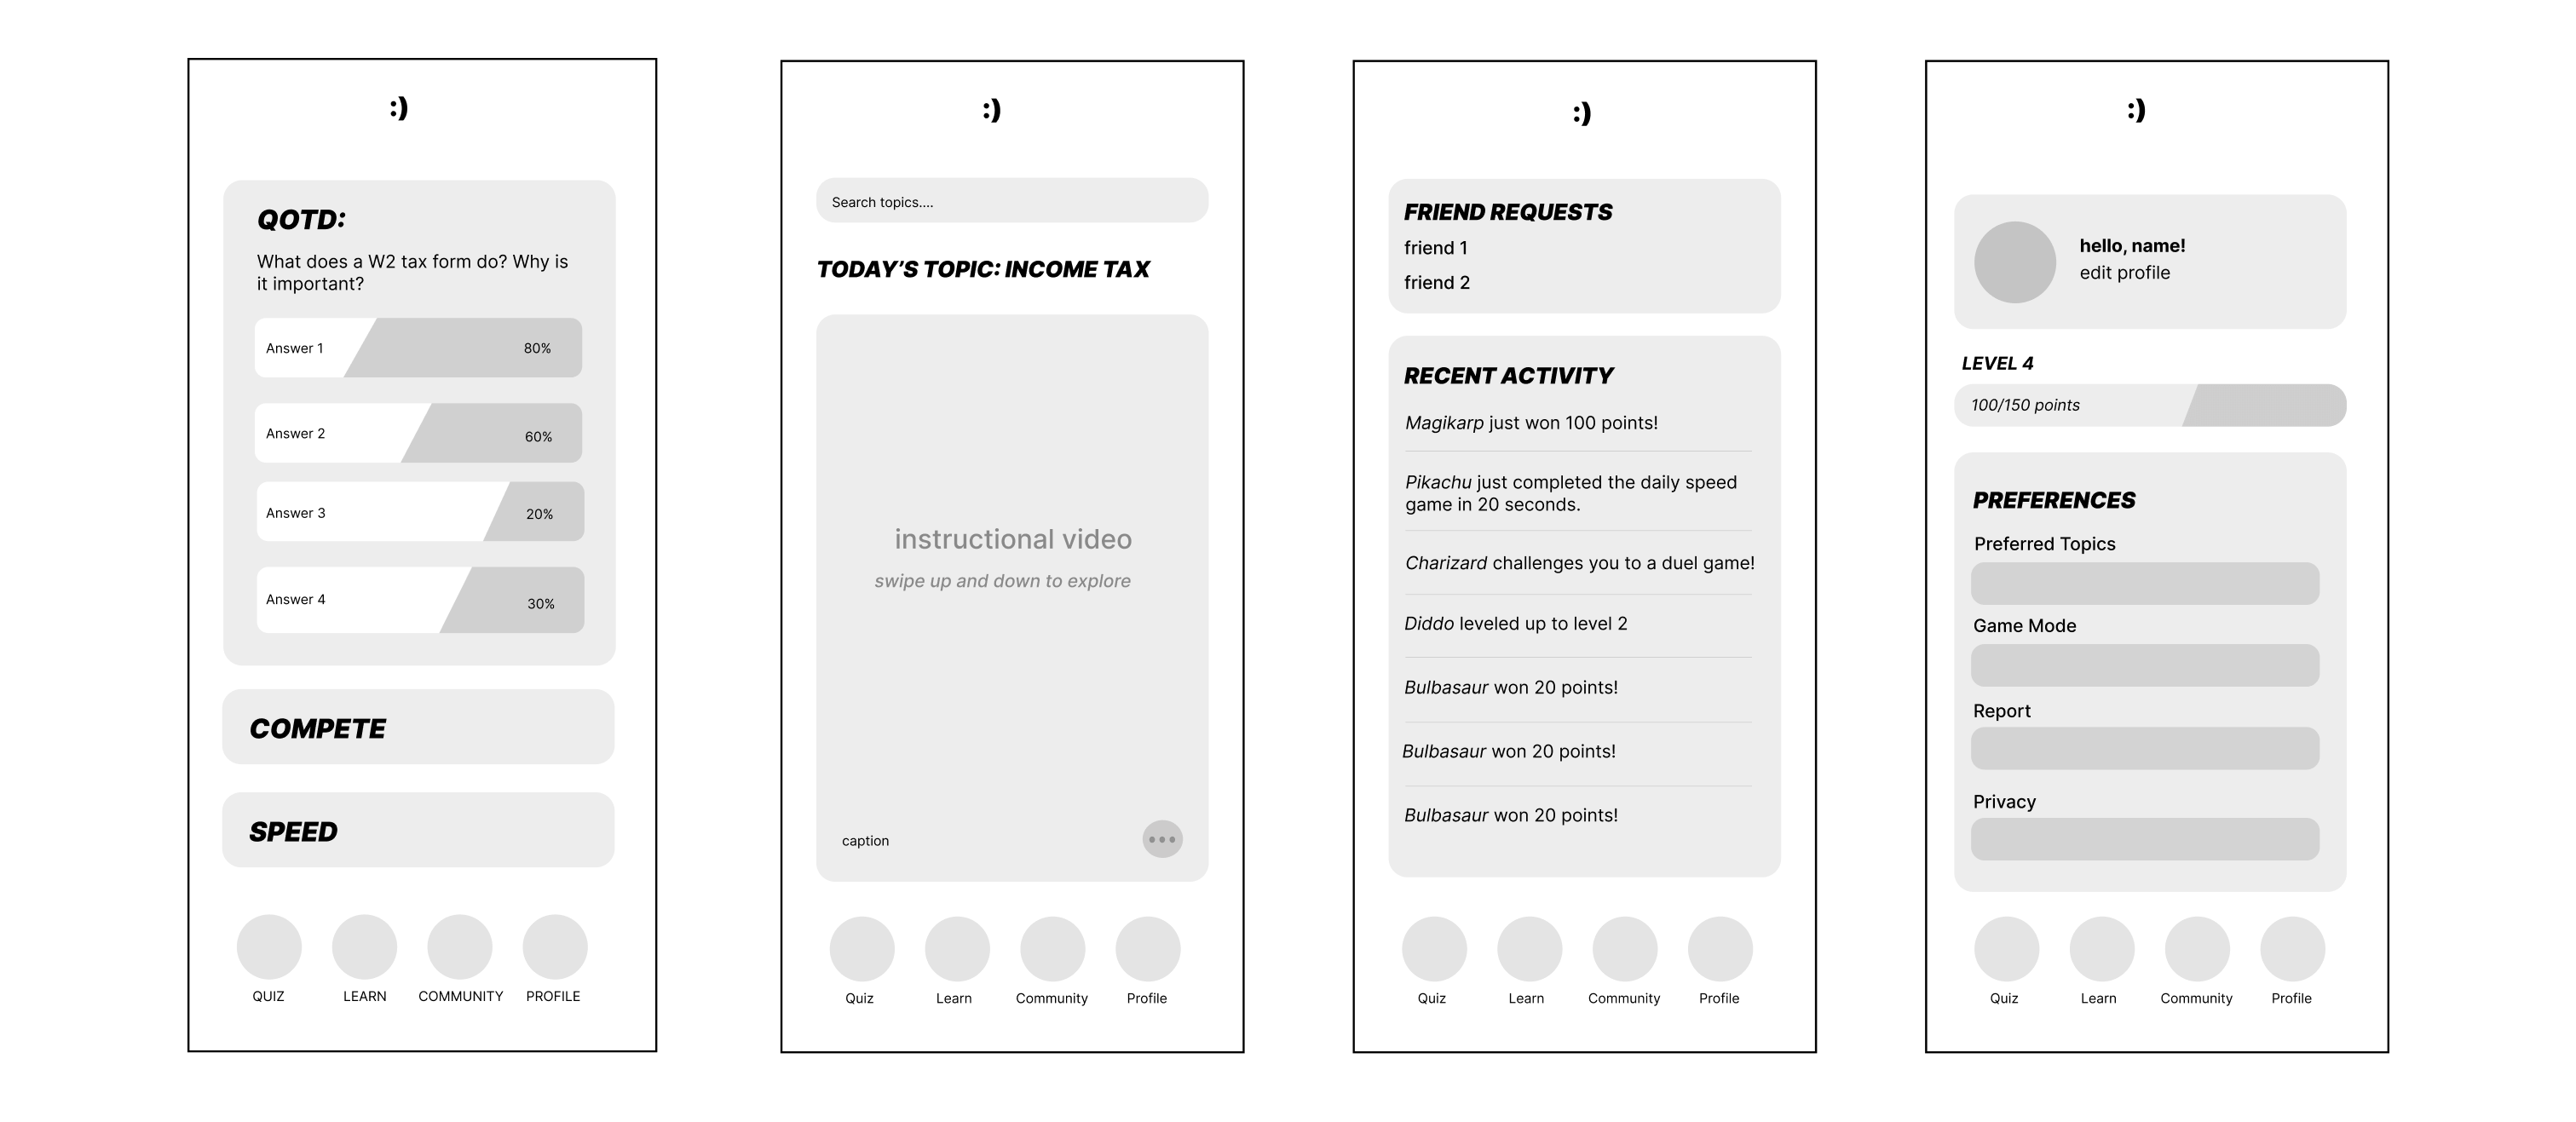 :)
QOTD:
What does a W2 tax form do? Why is
it important?
Answer 1 80%
Answer 2 60%
Answer 3 20%
Answer 4 30%
COMPETE
SPEED
QUIZ LEARN COMMUNITY PROFILE
:)
Search topics....
TODAY'S TOPIC: INCOME TAX
instructional video
swipe up and down to explore
caption
Quiz Learn Community Profile
:)
FRIEND REQUESTS
friend 1
friend 2
RECENT ACTIVITY
Magikarp just won 100 points!
Pikachu just completed the daily speed
game in 20 seconds.
Charizard challenges you to a duel game!
Diddo leveled up to level 2
Bulbasaur won 20 points!
Bulbasaur won 20 points!
Bulbasaur won 20 points!
Quiz Learn Community Profile
:)
hello, name!
edit profile
LEVEL 4
100/150 points
PREFERENCES
Preferred Topics
Game Mode
Report
Privacy
Quiz Learn Community Profile